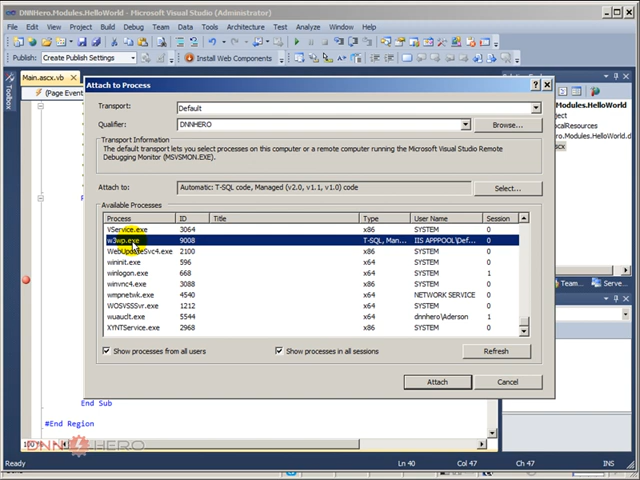 DNNHero.Modules.HelloWorld - Microsoft Visual Studio (Administrator)
File Edit View Project Build Debug Team Data Tools Architecture Test Analyze Window Help
Publish: Create Publish Settings Install Web Components
Main.ascx.vb
(Page Event
Toolbox
Attach to Process
Transport: Default
Qualifier: DNNHERO Browse...
Transport Information
The default transport lets you select processes on this computer or a remote computer running the Microsoft Visual Studio Remote
Debugging Monitor (MSVSMON.EXE).
Attach to: Automatic: T-SQL code, Managed (v2.0, v1.1, v1.0) code Select...
Available Processes
Process ID Title Type User Name Session
VService.exe 3064 x86 SYSTEM 0
w3wp.exe 9008 T-SQL, Man... IIS APPPOOL\Def... 0
WebUpdateSvc4.exe 2100 x86 SYSTEM 0
wininit.exe 596 x64 SYSTEM 0
winlogon.exe 668 x64 SYSTEM 1
winvnc4.exe 3088 x86 SYSTEM 0
wmpnetwk.exe 4540 x64 NETWORK SERVICE 0
WOSVSSSvr.exe 1212 x64 SYSTEM 0
wuauclt.exe 5544 x64 dnnhero\Aderson 1
XYNTService.exe 2968 x86 SYSTEM 0
Show processes from all users Show processes in all sessions Refresh
Attach Cancel
.Modules.HelloWorld
oject
ocalResources
Team... Serve...
End Sub
#End Region
DNN HERO
100 %
Ready Ln 40 Col 47 Ch 47 INS